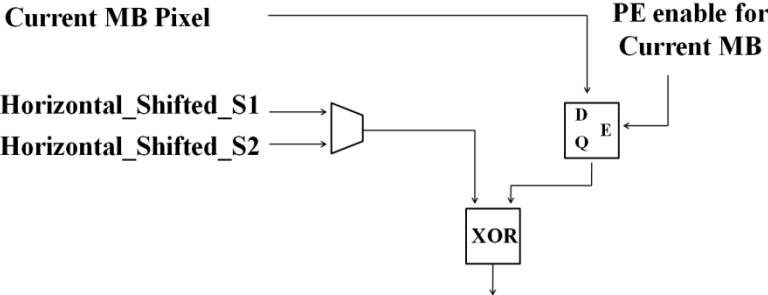 Current MB Pixel
PE enable for
Current MB
Horizontal_Shifted_S1
Horizontal_Shifted_S2
D
E
Q
XOR